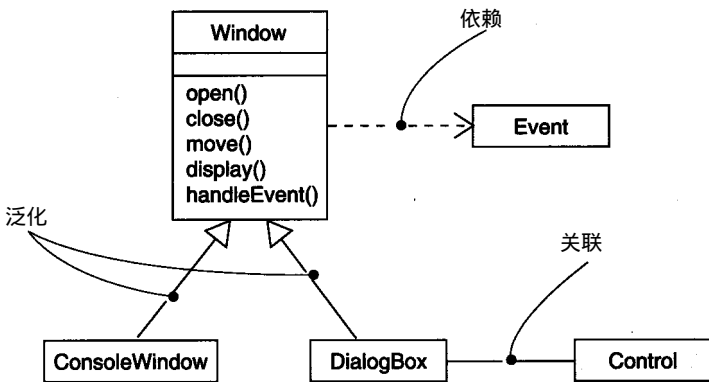 Window
依赖
open()
close()
move()
display()
handleEvent()
Event
泛化
关联
ConsoleWindow
DialogBox
Control